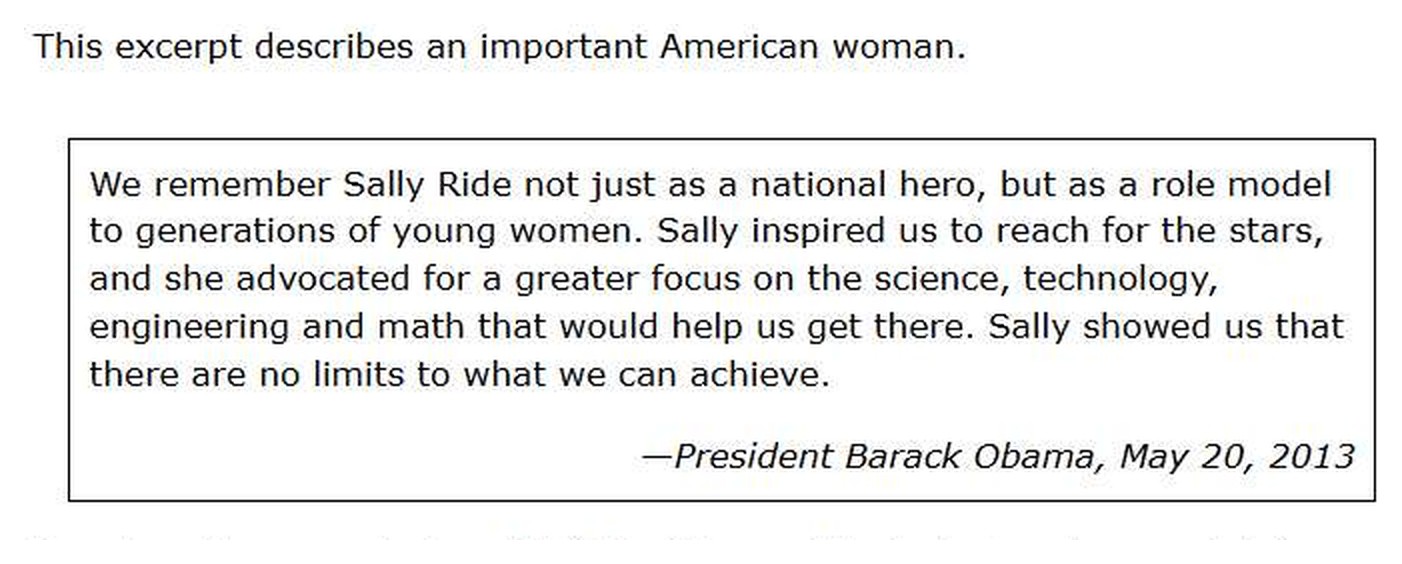 This excerpt describes an important American woman.
We remember Sally Ride not just as a national hero, but as a role model
to generations of young women. Sally inspired us to reach for the stars,
and she advocated for a greater focus on the science, technology,
engineering and math that would help us get there. Sally showed us that
there are no limits to what we can achieve.
—President Barack Obama, May 20, 2013